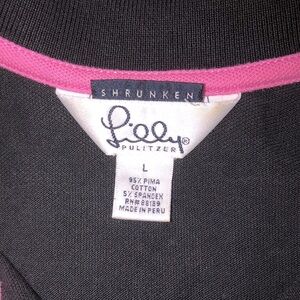 SHRUNKEN
Lilly®
PULITZER
L
95% PIMA
COTTON
5% SPANDEX
RN# 88189
MADE IN PERU